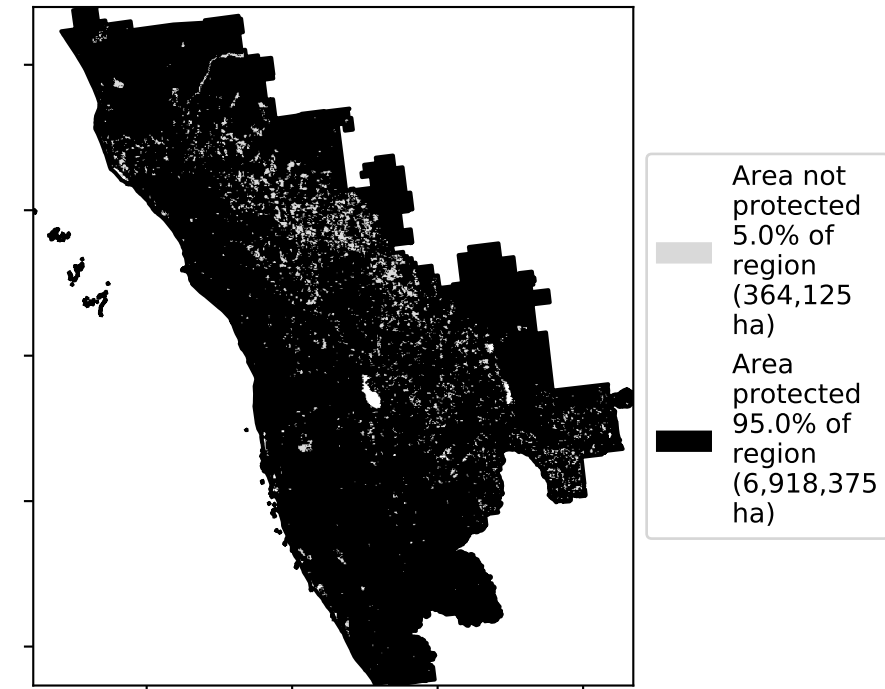 Area not
protected
5.0% of
region
(364,125
ha)
Area
protected
95.0% of
region
(6,918,375
ha)